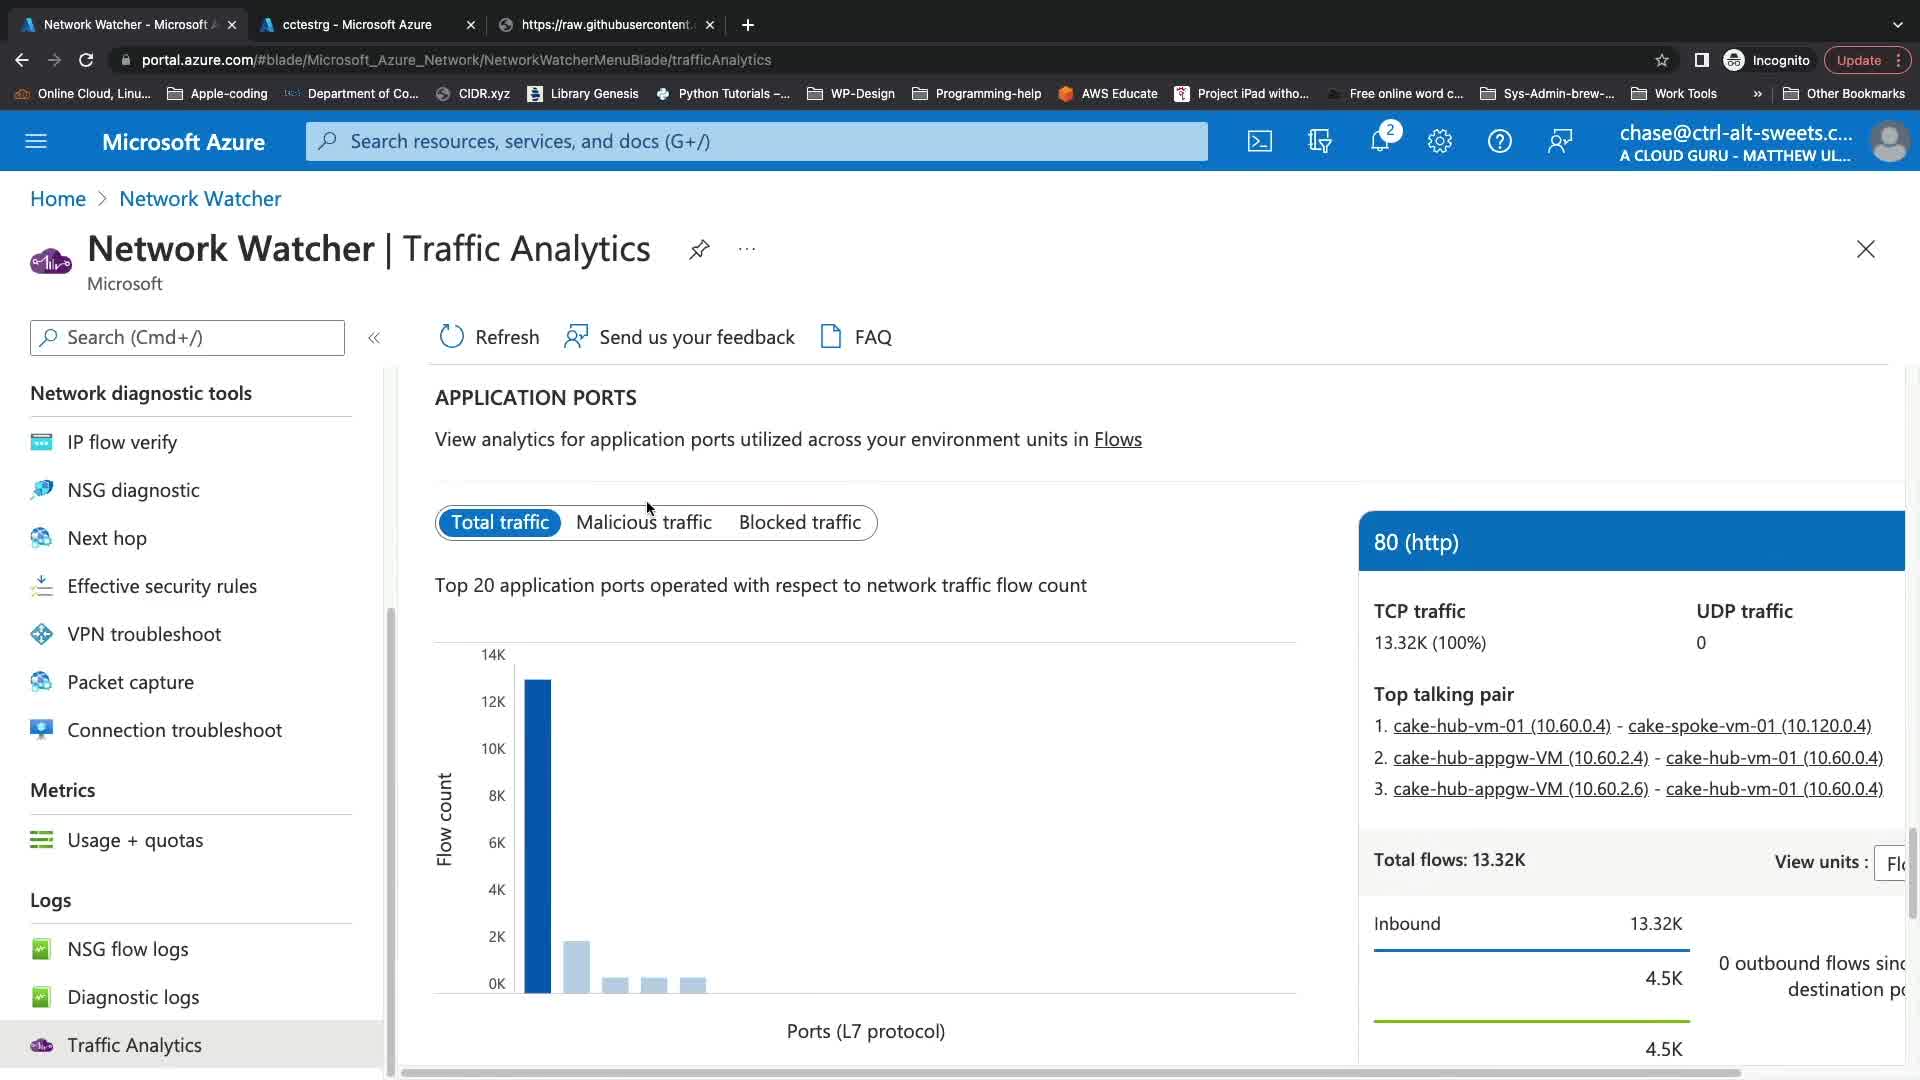 Network Watcher - Microsoft A
cctestrg - Microsoft Azure
https://raw.githubusercontent.
portal.azure.com/#blade/Microsoft_Azure_Network/NetworkWatcherMenuBlade/trafficAnalytics
Incognito
Update
Online Cloud, Linu...
Apple-coding
Department of Co...
CIDR.xyz
Library Genesis
Python Tutorials –...
WP-Design
Programming-help
AWS Educate
Project iPad witho...
Free online word c...
Sys-Admin-brew-...
Work Tools
»
Other Bookmarks
Microsoft Azure
Search resources, services, and docs (G+/)
2
chase@ctrl-alt-sweets.c...
A CLOUD GURU - MATTHEW UL...
Home > Network Watcher
Network Watcher | Traffic Analytics
...
Microsoft
Search (Cmd+/)
«
Refresh
Send us your feedback
FAQ
Network diagnostic tools
IP flow verify
NSG diagnostic
Next hop
Effective security rules
VPN troubleshoot
Packet capture
Connection troubleshoot
Metrics
Usage + quotas
Logs
NSG flow logs
Diagnostic logs
Traffic Analytics
APPLICATION PORTS
View analytics for application ports utilized across your environment units in Flows
Total traffic
Malicious traffic
Blocked traffic
Top 20 application ports operated with respect to network traffic flow count
14K
12K
10K
8K
6K
4K
2K
0K
Flow count
Ports (L7 protocol)
80 (http)
TCP traffic
UDP traffic
13.32K (100%)
0
Top talking pair
1. cake-hub-vm-01 (10.60.0.4) - cake-spoke-vm-01 (10.120.0.4)
2. cake-hub-appgw-VM (10.60.2.4) - cake-hub-vm-01 (10.60.0.4)
3. cake-hub-appgw-VM (10.60.2.6) - cake-hub-vm-01 (10.60.0.4)
Total flows: 13.32K
View units :
Flo
Inbound
13.32K
4.5K
4.5K
0 outbound flows sinc
destination po